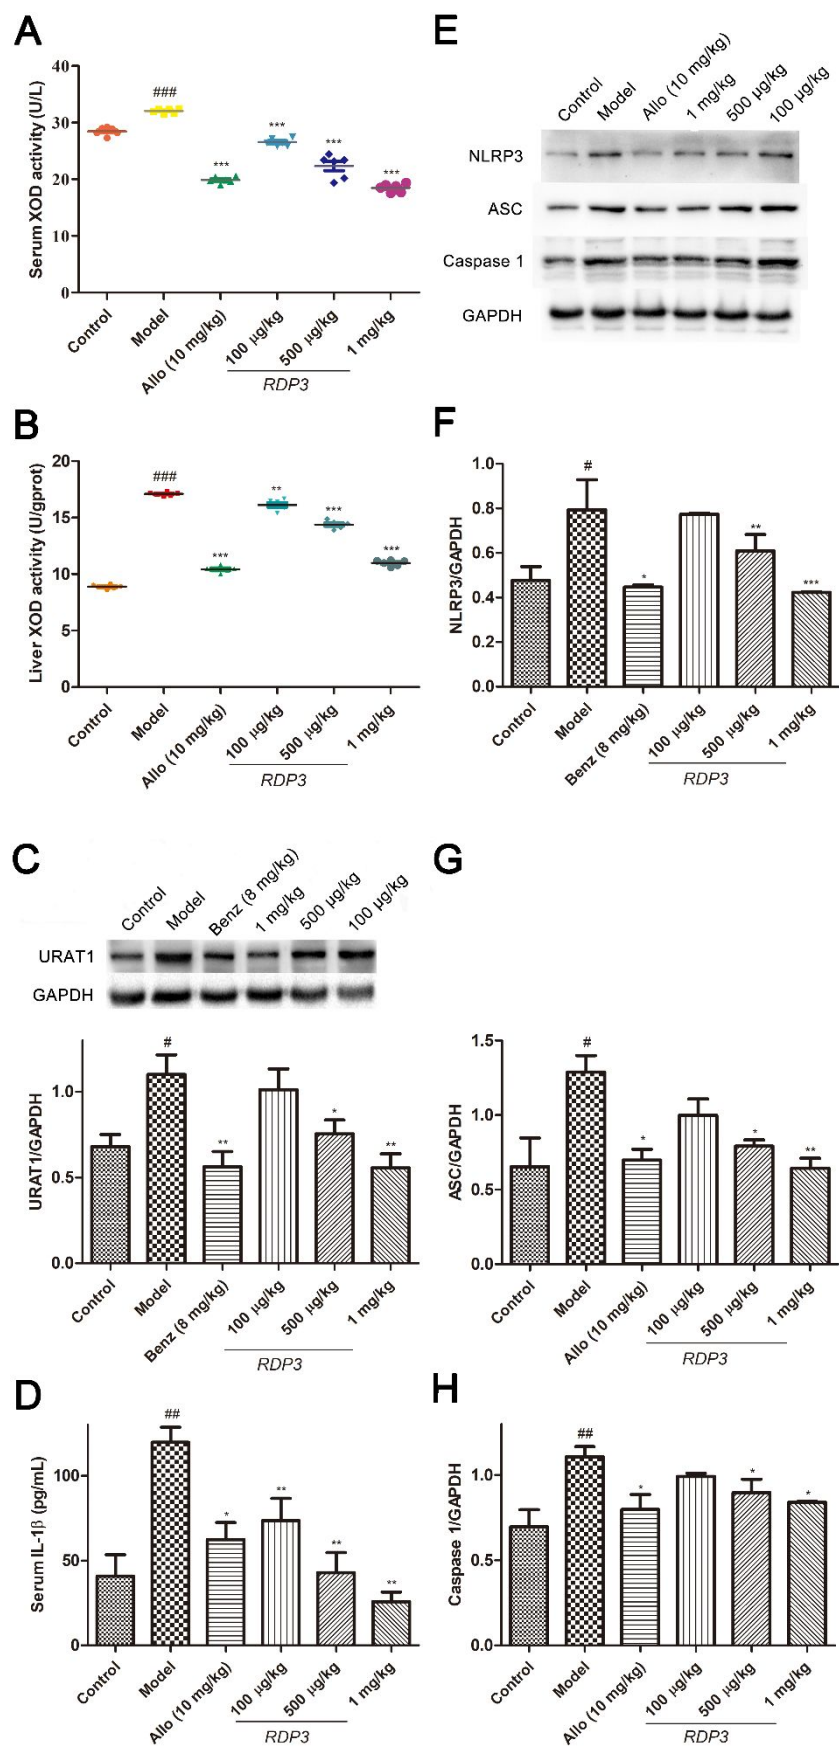 A
Serum XOD activity (U/L)
40
30
20
10
0
###
***
***
***
***
Control
Model
Allo (10 mg/kg)
100 μg/kg
500 μg/kg
1 mg/kg
RDP3
B
Liver XOD activity (U/gprot)
20
15
10
5
0
###
***
**
***
***
Control
Model
Allo (10 mg/kg)
100 μg/kg
500 μg/kg
1 mg/kg
RDP3
C
Control
Model
Benz (8 mg/kg)
1 mg/kg
500 μg/kg
100 μg/kg
URAT1
GAPDH
URAT1/GAPDH
1.0
0.5
0.0
#
**
*
**
Control
Model
Benz (8 mg/kg)
100 μg/kg
500 μg/kg
1 mg/kg
RDP3
D
Serum IL-1β (pg/mL)
100
50
0
##
*
**
**
**
Control
Model
Allo (10 mg/kg)
100 μg/kg
500 μg/kg
1 mg/kg
RDP3
E
Control
Model
Allo (10 mg/kg)
1 mg/kg
500 μg/kg
100 μg/kg
NLRP3
ASC
Caspase 1
GAPDH
F
NLRP3/GAPDH
1.0
0.8
0.6
0.4
0.2
0.0
#
*
**
***
Control
Model
Benz (8 mg/kg)
100 μg/kg
500 μg/kg
1 mg/kg
RDP3
G
ASC/GAPDH
1.5
1.0
0.5
0.0
#
*
*
**
Control
Model
Allo (10 mg/kg)
100 μg/kg
500 μg/kg
1 mg/kg
RDP3
H
Caspase 1/GAPDH
1.0
0.5
0.0
##
*
*
*
Control
Model
Allo (10 mg/kg)
100 μg/kg
500 μg/kg
1 mg/kg
RDP3